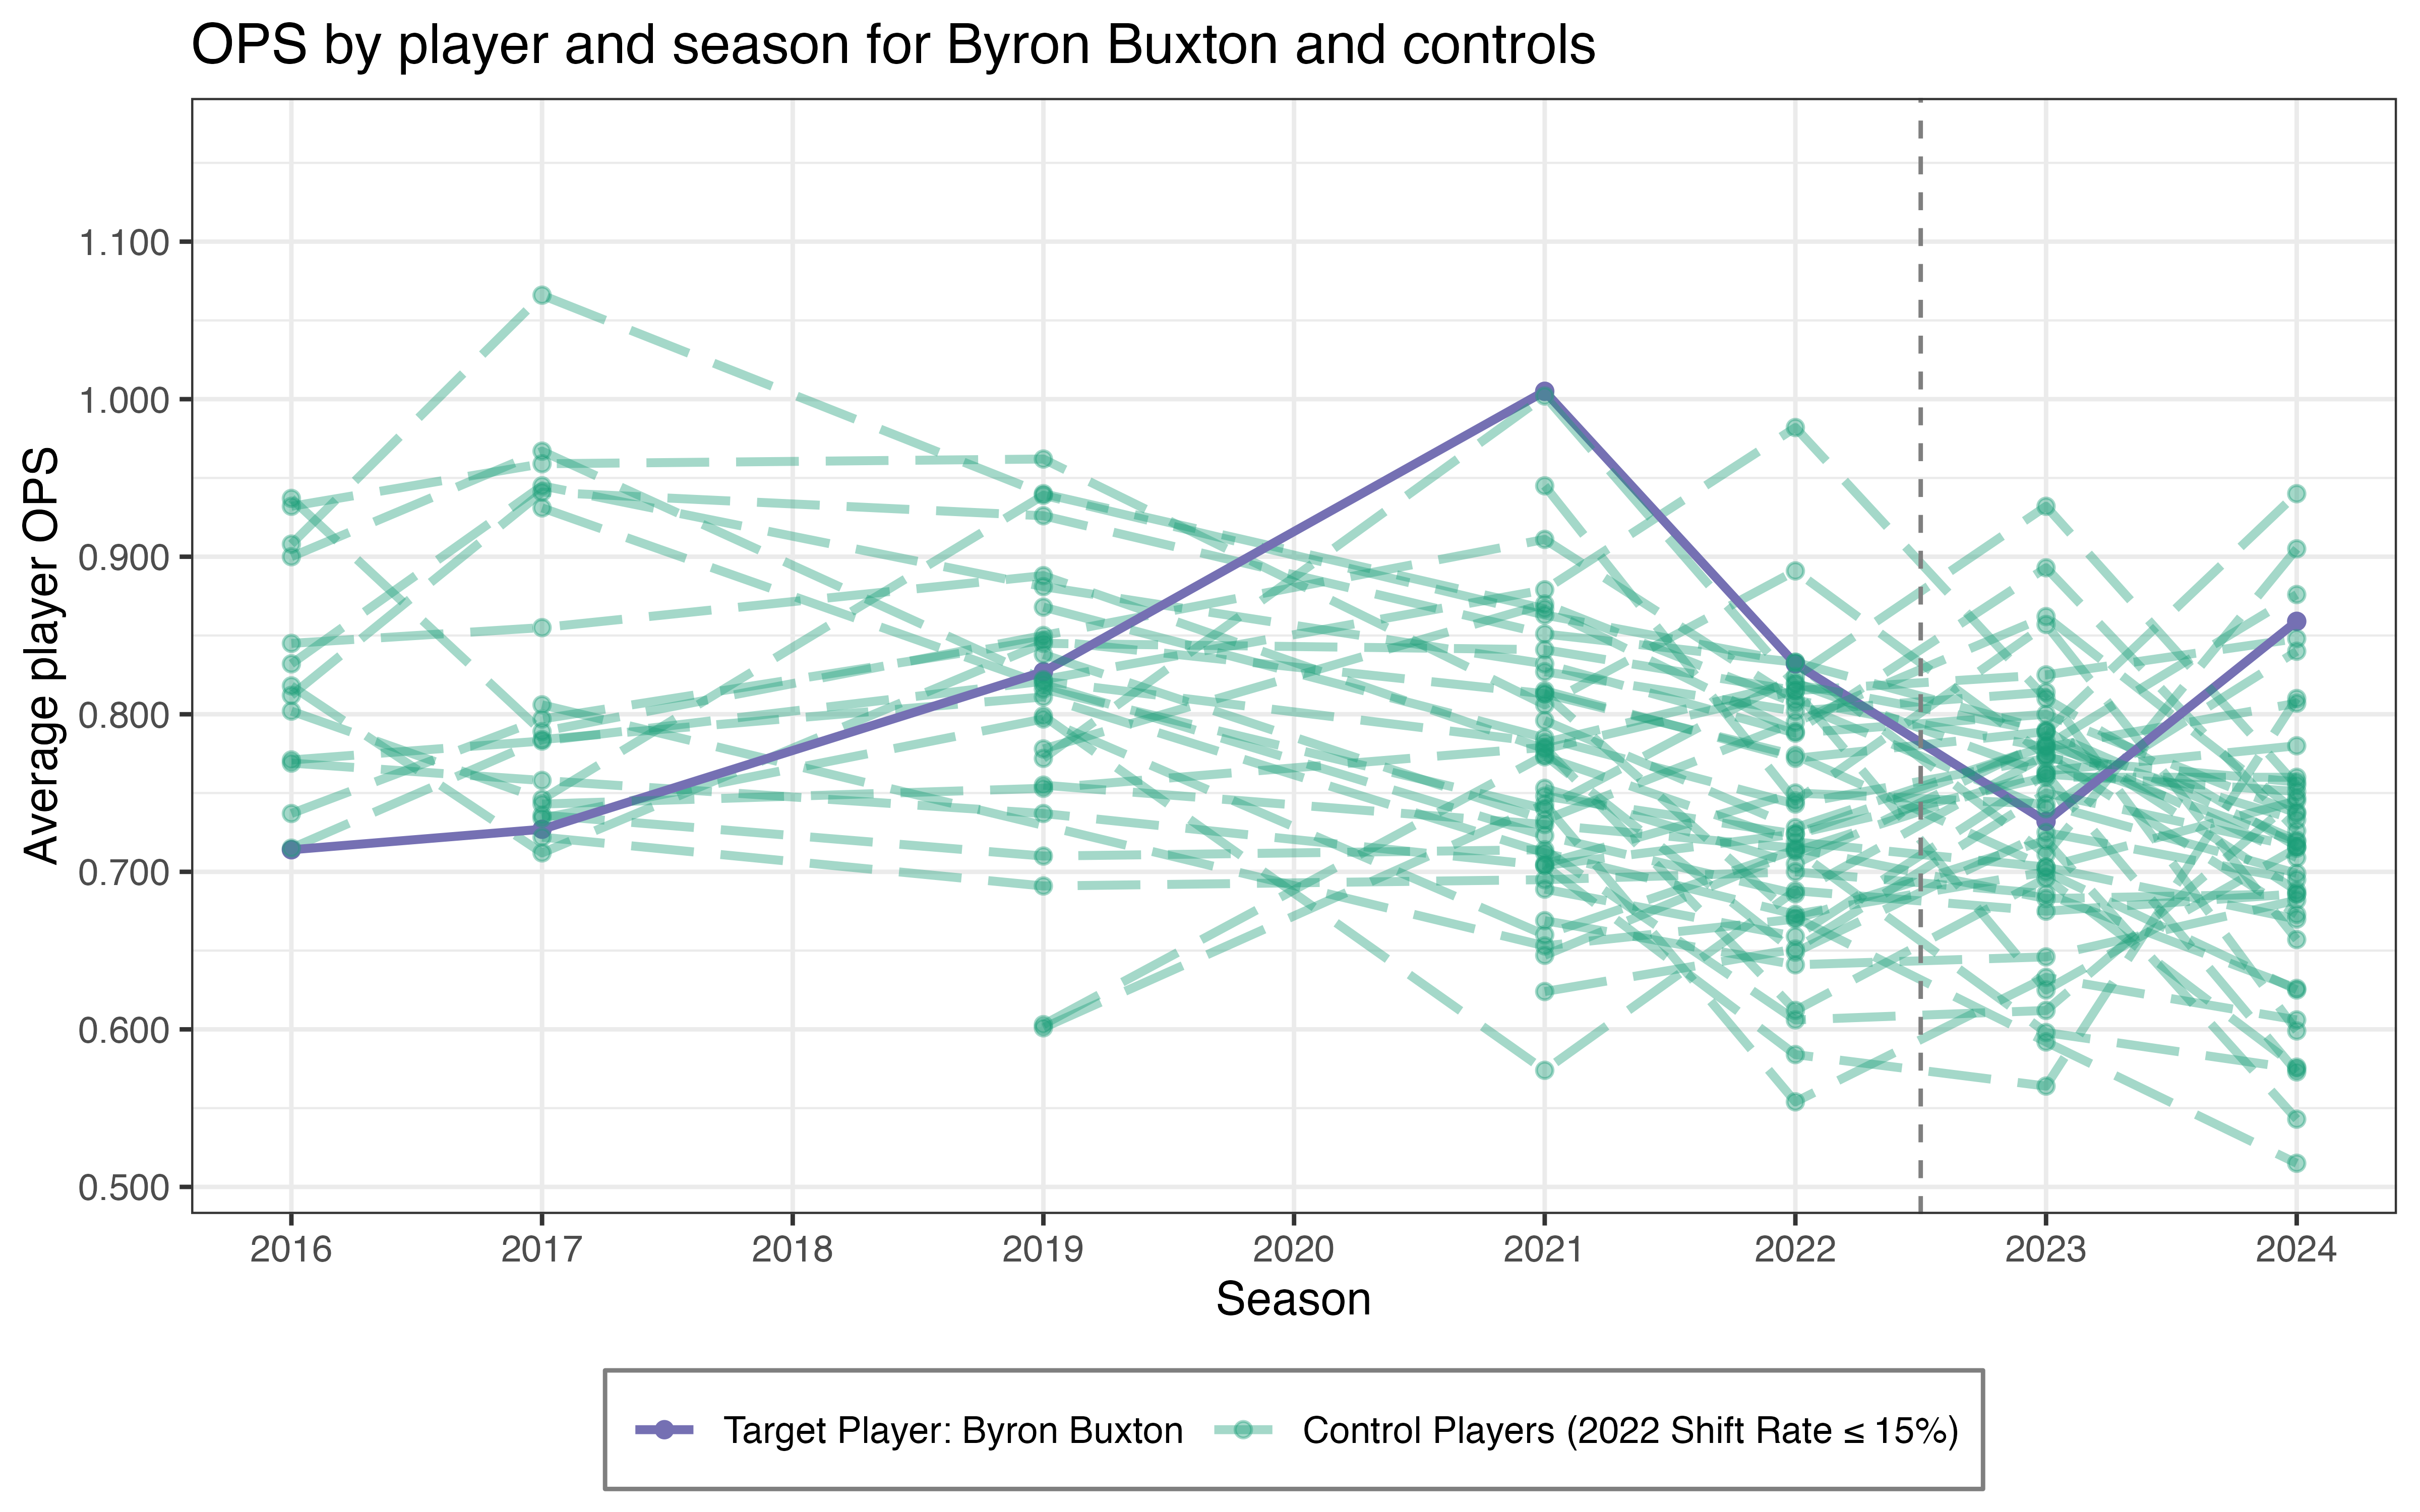 OPS by player and season for Byron Buxton and controls
Average player OPS
1.100
1.000
0.900
0.800
0.700
0.600
0.500
2016 2017 2018 2019 2020 2021 2022 2023 2024
Season
Target Player: Byron Buxton Control Players (2022 Shift Rate ≤ 15%)